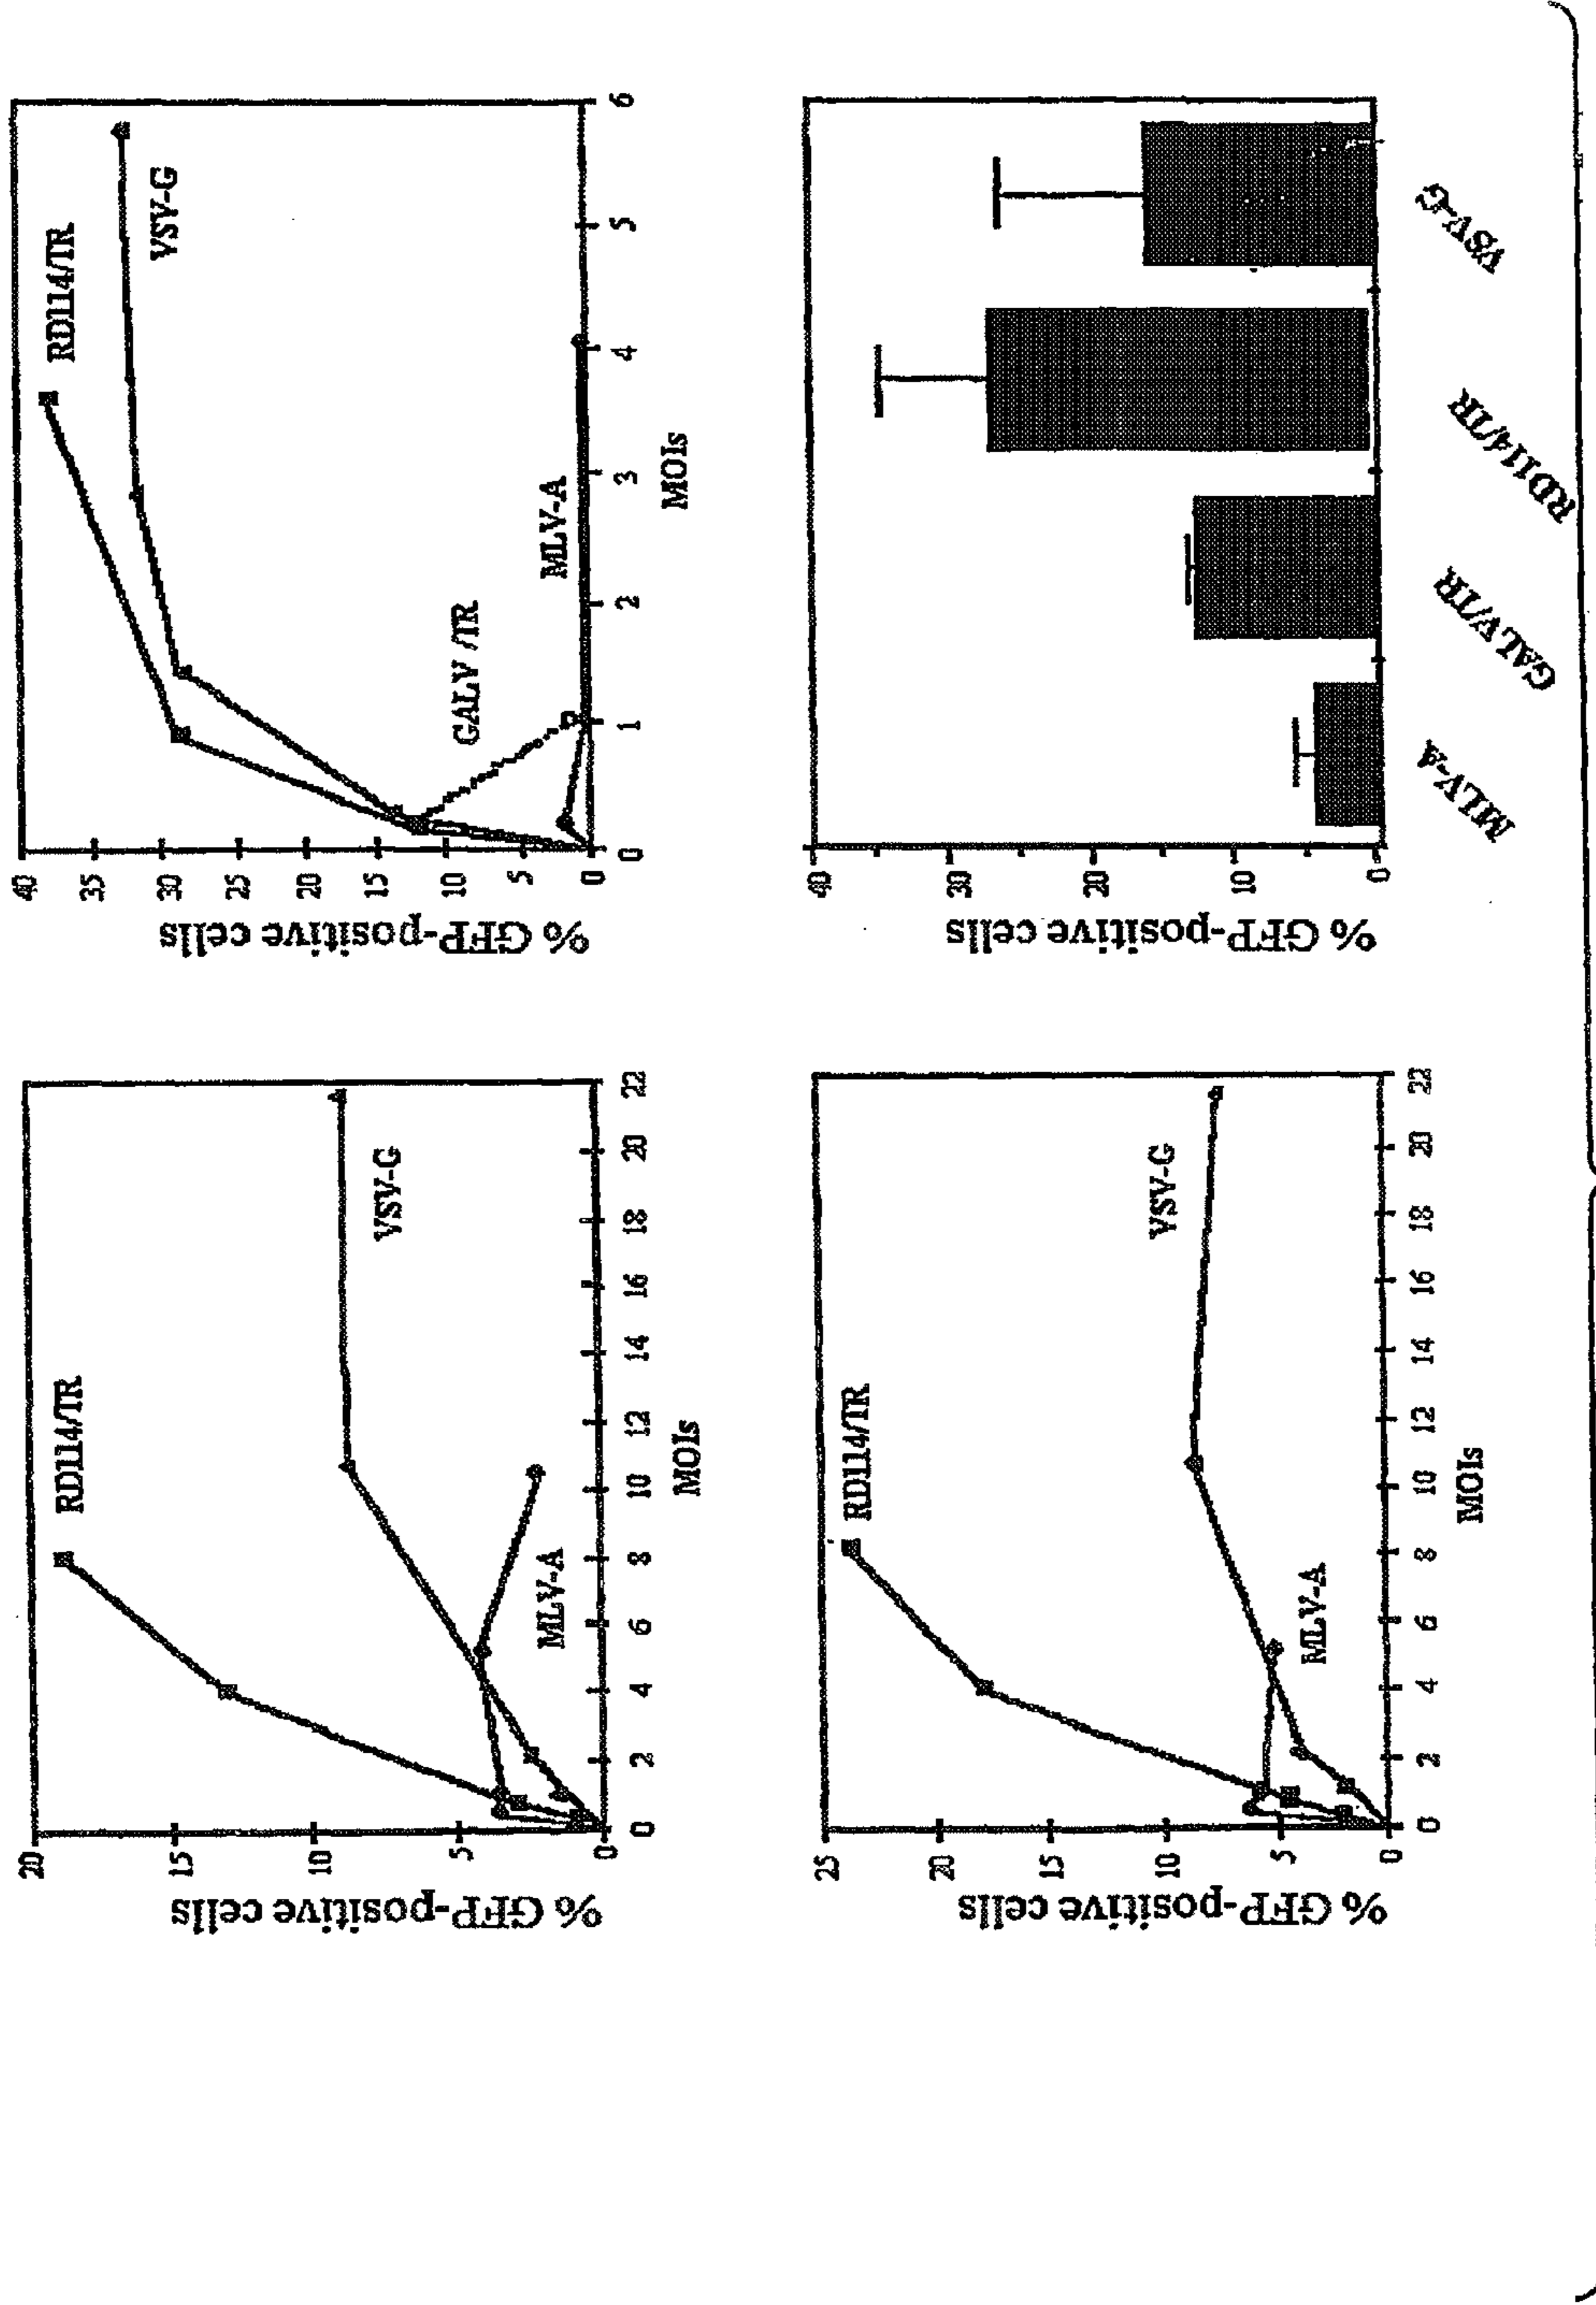 % GFP-positive cells
20
15
10
5
0
RD114/TR
VSV-G
MLV-A
0 2 4 6 8 10 12 14 16 18 20 22
MOIs
% GFP-positive cells
40
35
30
25
20
15
10
5
0
RD114/TR
VSV-G
GALV /TR
MLV-A
0 1 2 3 4 5 6
MOIs
% GFP-positive cells
25
20
15
10
5
0
RD114/TR
VSV-G
MLV-A
0 2 4 6 8 10 12 14 16 18 20 22
MOIs
% GFP-positive cells
40
30
20
10
0
MLV-A
GALV/TR
RD114/TR
VSV-G